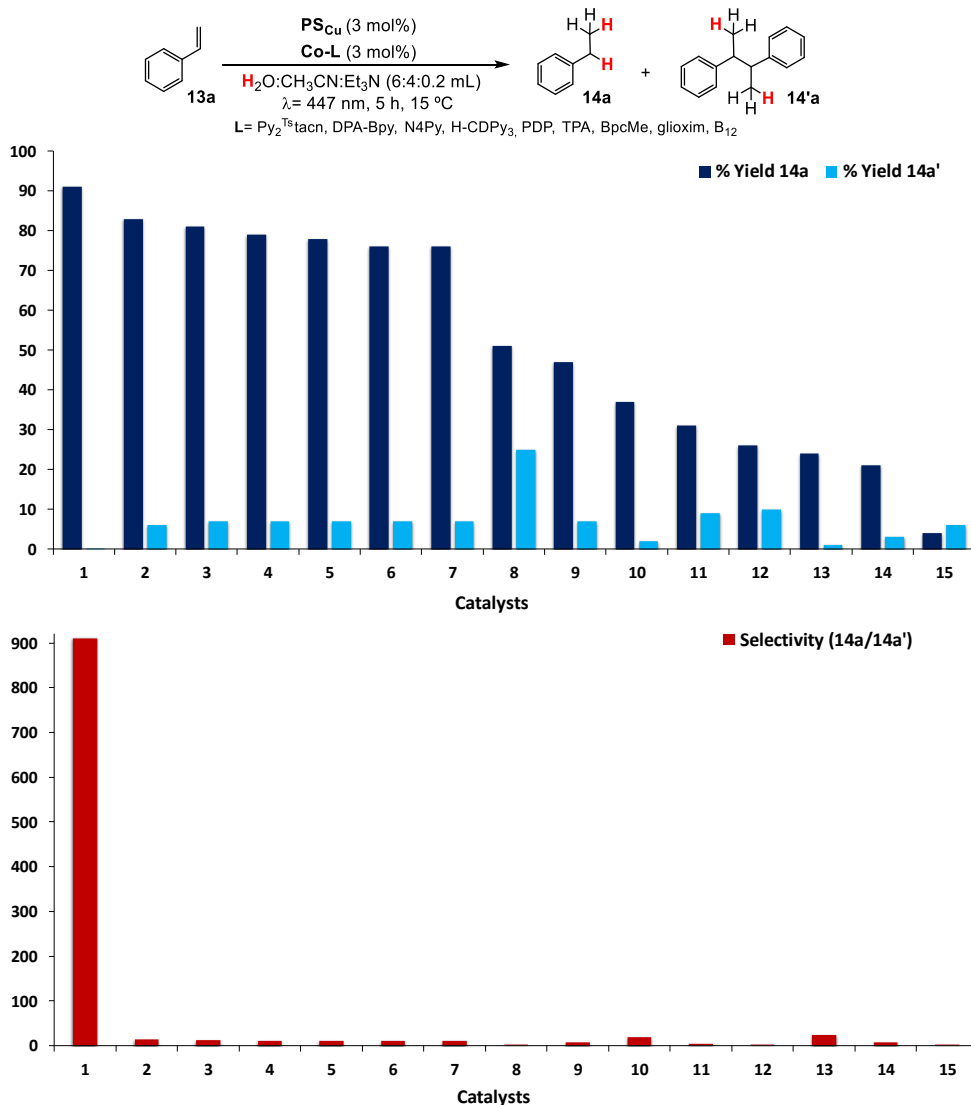 PS_Cu (3 mol%)
Co-L (3 mol%)
H₂O:CH₃CN:Et₃N (6:4:0.2 mL)
λ= 447 nm, 5 h, 15 ºC
13a
H
H
H
H
14a
+
H
H
H
H
H
H
14'a
L= Py₂^Ts tacn, DPA-Bpy, N4Py, H-CDPy₃, PDP, TPA, BpcMe, glioxim, B₁₂
% Yield 14a % Yield 14a'
100
90
80
70
60
50
40
30
20
10
0
1 2 3 4 5 6 7 8 9 10 11 12 13 14 15
Catalysts
Selectivity (14a/14a')
900
800
700
600
500
400
300
200
100
0
1 2 3 4 5 6 7 8 9 10 11 12 13 14 15
Catalysts